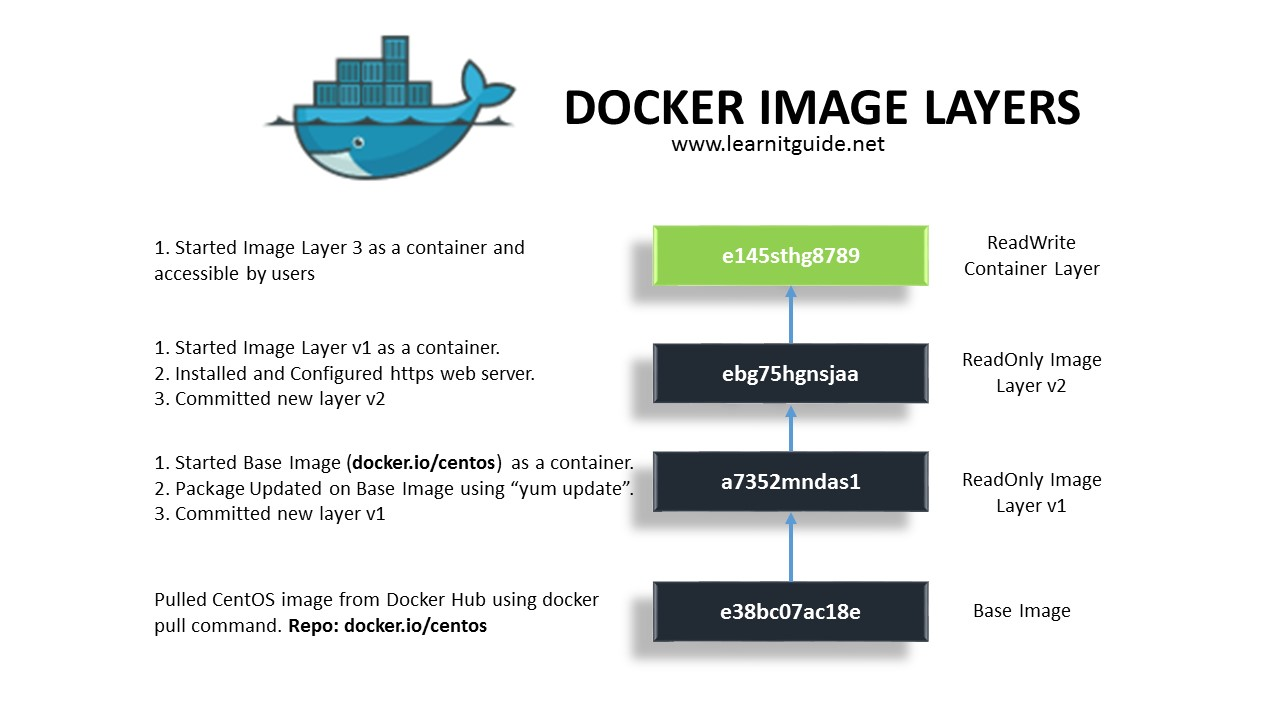 DOCKER IMAGE LAYERS
www.learnitguide.net
1. Started Image Layer 3 as a container and
accessible by users
e145sthg8789
ReadWrite
Container Layer
1. Started Image Layer v1 as a container.
2. Installed and Configured https web server.
3. Committed new layer v2
ebg75hgnsjaa
ReadOnly Image
Layer v2
1. Started Base Image (docker.io/centos) as a container.
2. Package Updated on Base Image using “yum update”.
3. Committed new layer v1
a7352mndas1
ReadOnly Image
Layer v1
Pulled CentOS image from Docker Hub using docker
pull command. Repo: docker.io/centos
e38bc07ac18e
Base Image